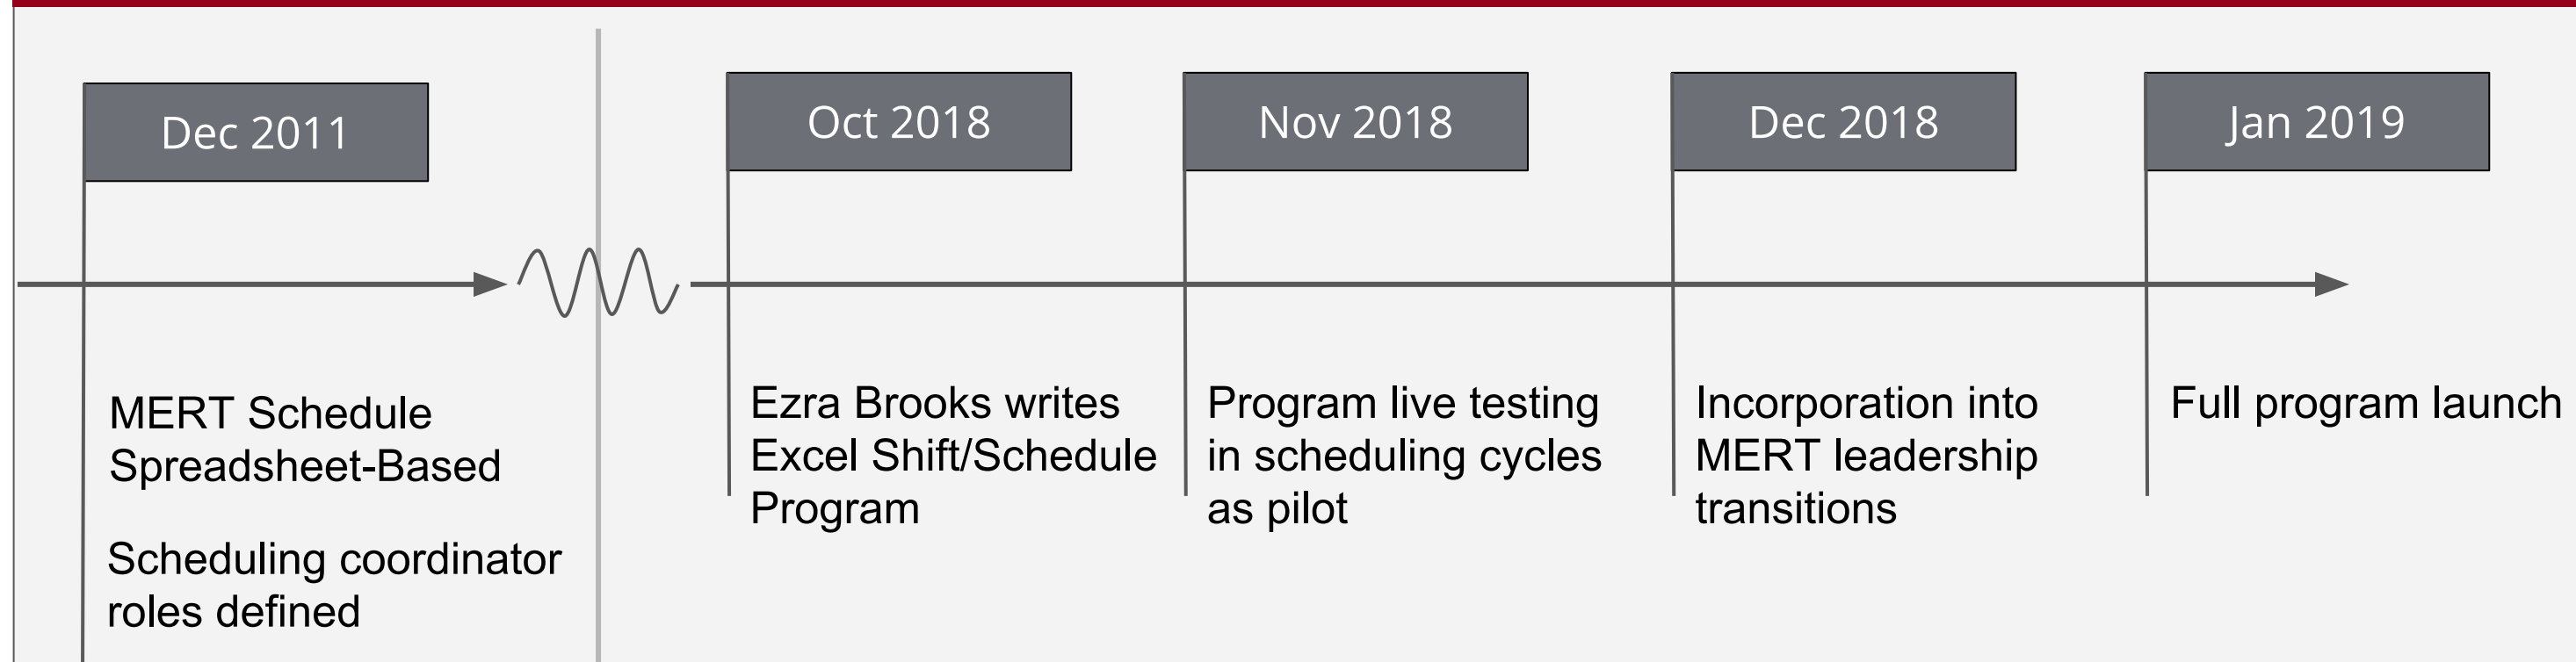 Dec 2011
MERT Schedule
Spreadsheet-Based
Scheduling coordinator
roles defined
Oct 2018
Ezra Brooks writes
Excel Shift/Schedule
Program
Nov 2018
Program live testing
in scheduling cycles
as pilot
Dec 2018
Incorporation into
MERT leadership
transitions
Jan 2019
Full program launch